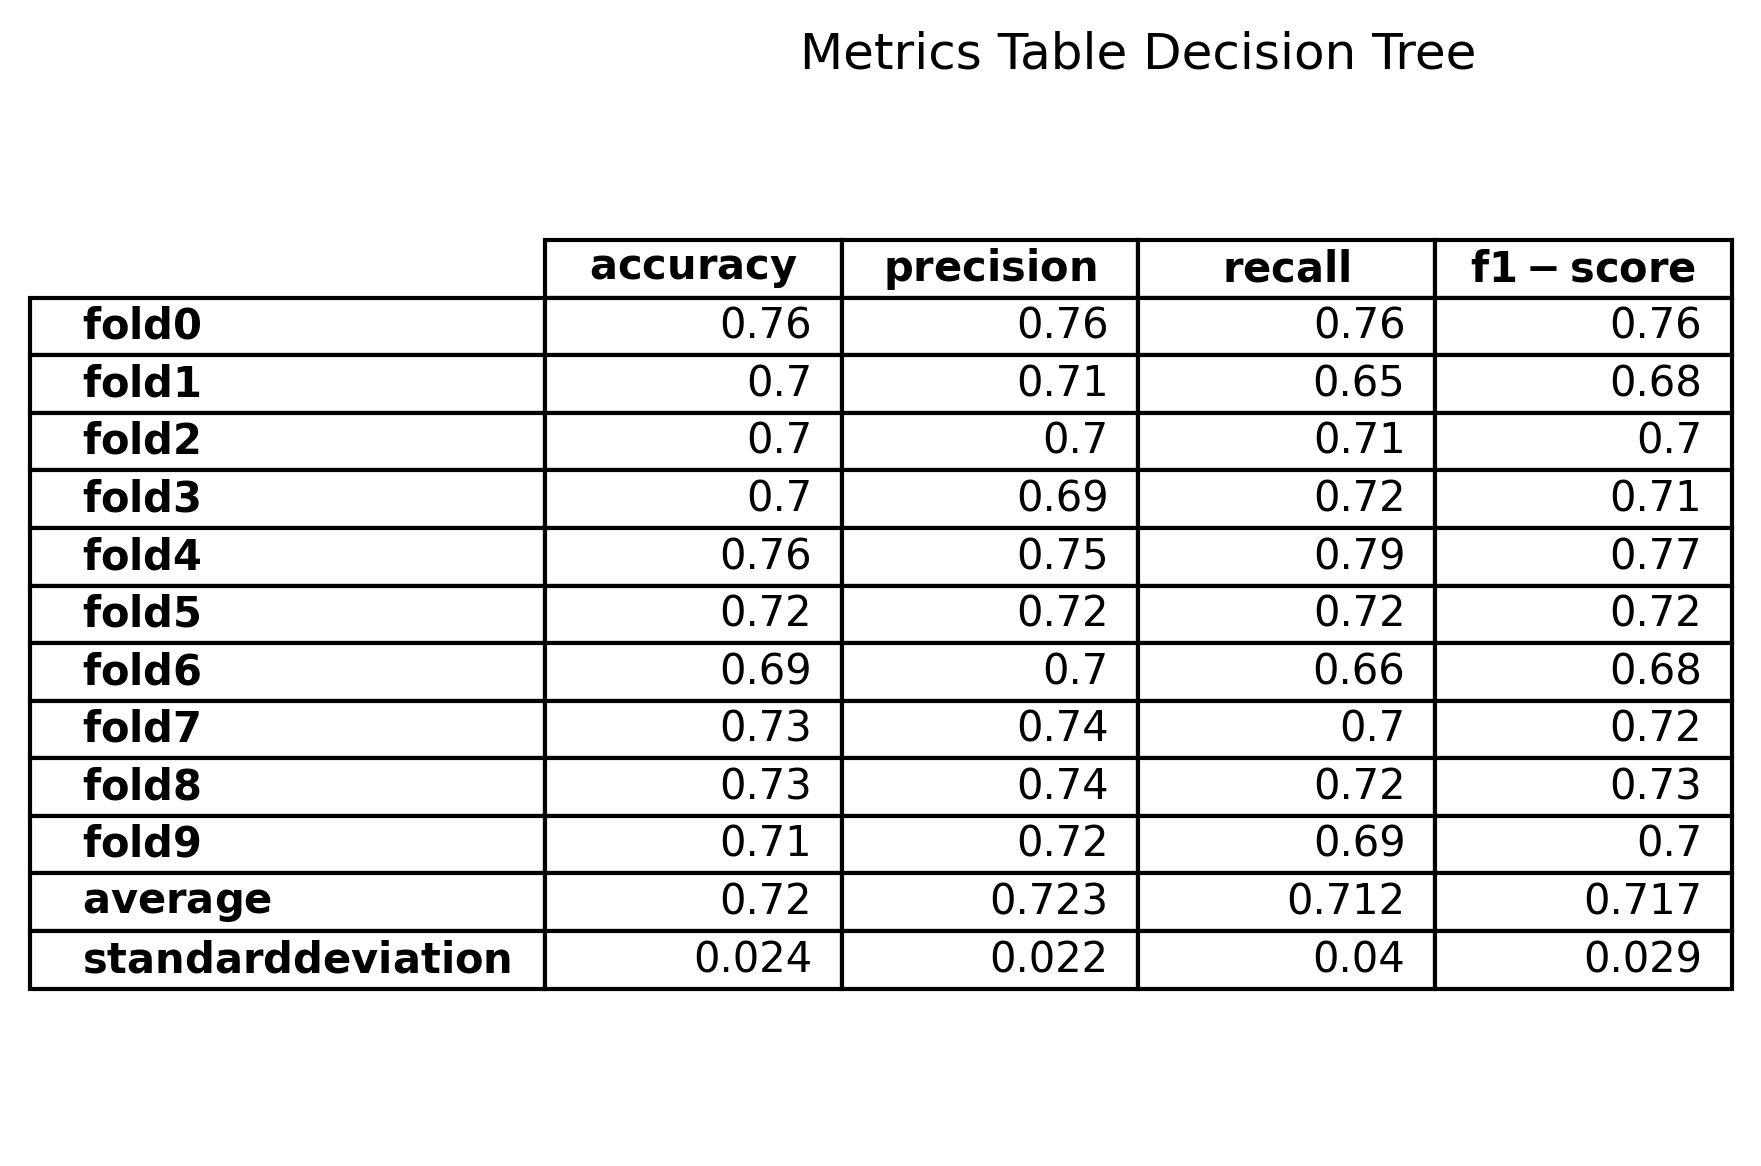 Metrics Table Decision Tree
accuracy precision recall f1 − score
fold0 0.76 0.76 0.76 0.76
fold1 0.7 0.71 0.65 0.68
fold2 0.7 0.7 0.71 0.7
fold3 0.7 0.69 0.72 0.71
fold4 0.76 0.75 0.79 0.77
fold5 0.72 0.72 0.72 0.72
fold6 0.69 0.7 0.66 0.68
fold7 0.73 0.74 0.7 0.72
fold8 0.73 0.74 0.72 0.73
fold9 0.71 0.72 0.69 0.7
average 0.72 0.723 0.712 0.717
standarddeviation 0.024 0.022 0.04 0.029